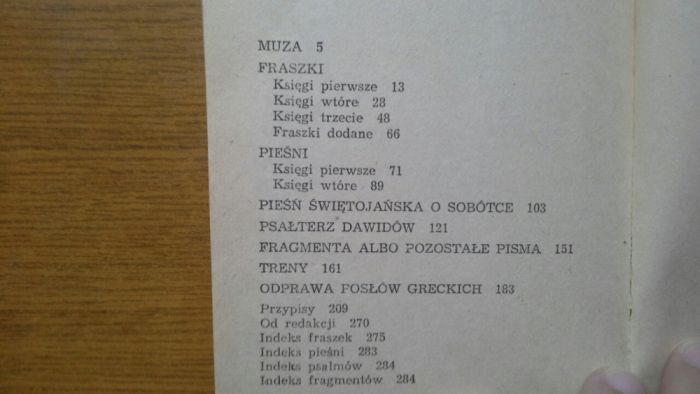 MUZA 5
FRASZKI
Księgi pierwsze 13
Księgi wtóre 28
Księgi trzecie 48
Fraszki dodane 66
PIEŚNI
Księgi pierwsze 71
Księgi wtóre 89
PIEŚŃ ŚWIĘTOJAŃSKA O SOBÓTCE 103
PSAŁTERZ DAWIDÓW 121
FRAGMENTA ALBO POZOSTAŁE PISMA 151
TRENY 161
ODPRAWA POSŁÓW GRECKICH 183
Przypisy 209
Od redakcji 270
Indeks fraszek 275
Indeks pieśni 283
Indeks psalmów 284
Indeks fragmentów 284